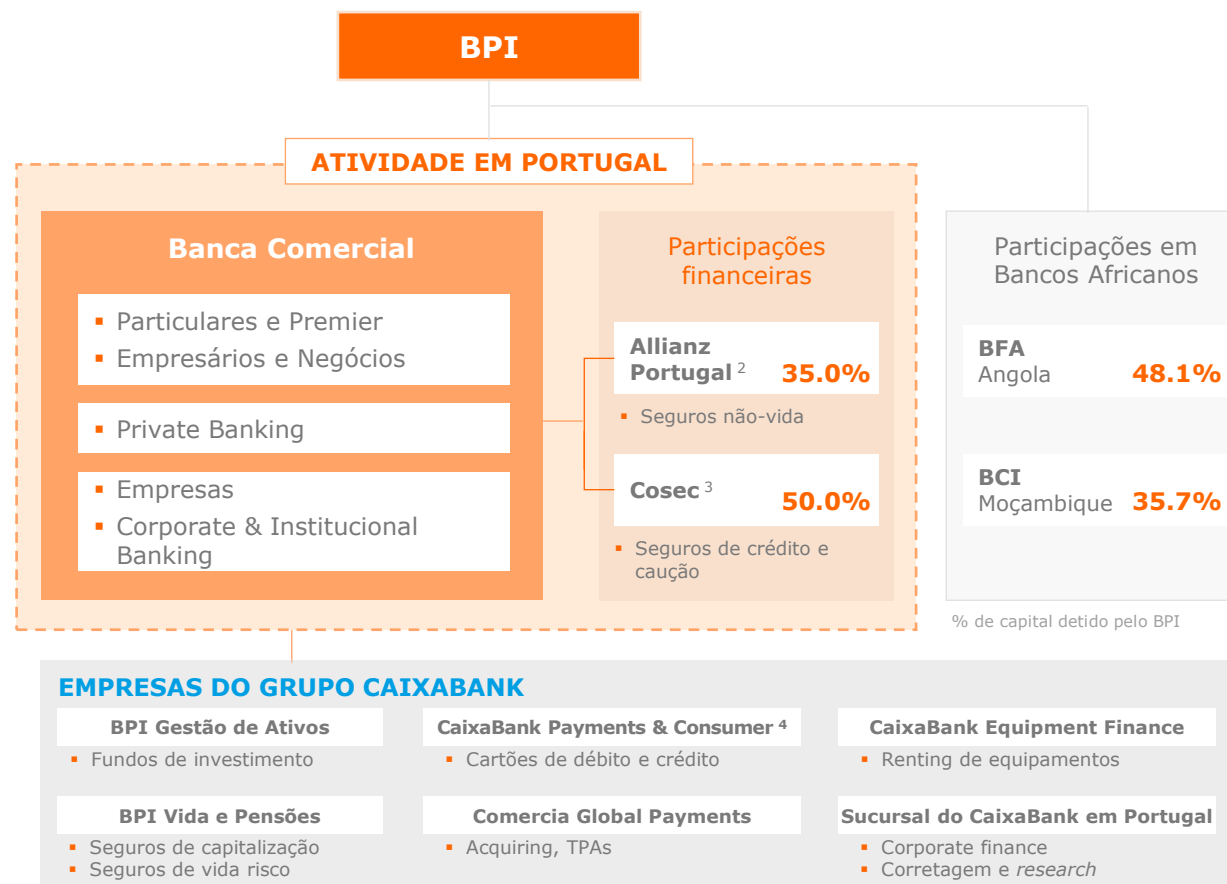 BPI
ATIVIDADE EM PORTUGAL
Banca Comercial
▪ Particulares e Premier
▪ Empresários e Negócios
▪ Private Banking
▪ Empresas
▪ Corporate & Institucional
Banking
Participações
financeiras
Allianz
Portugal 2 35.0%
▪ Seguros não-vida
Cosec 3 50.0%
▪ Seguros de crédito e
caução
Participações em
Bancos Africanos
BFA
Angola 48.1%
BCI
Moçambique 35.7%
% de capital detido pelo BPI
EMPRESAS DO GRUPO CAIXABANK
BPI Gestão de Ativos
▪ Fundos de investimento
CaixaBank Payments & Consumer 4
▪ Cartões de débito e crédito
CaixaBank Equipment Finance
▪ Renting de equipamentos
BPI Vida e Pensões
▪ Seguros de capitalização
▪ Seguros de vida risco
Comercia Global Payments
▪ Acquiring, TPAs
Sucursal do CaixaBank em Portugal
▪ Corporate finance
▪ Corretagem e research